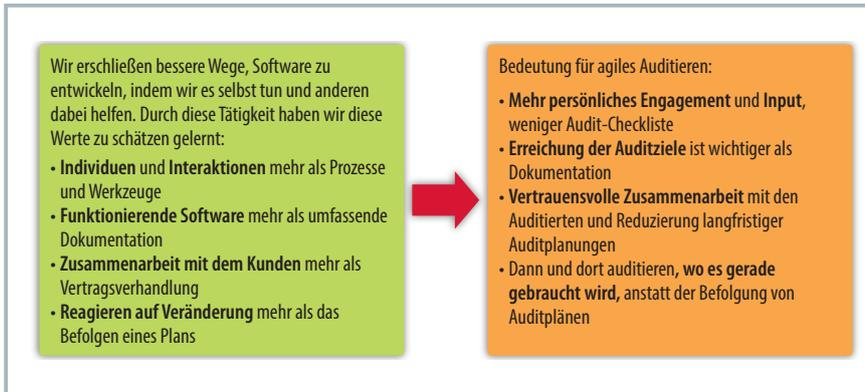 Wir erschließen bessere Wege, Software zu
entwickeln, indem wir es selbst tun und anderen
dabei helfen. Durch diese Tätigkeit haben wir diese
Werte zu schätzen gelernt:
• Individuen und Interaktionen mehr als Prozesse
und Werkzeuge
• Funktionierende Software mehr als umfassende
Dokumentation
• Zusammenarbeit mit dem Kunden mehr als
Vertragsverhandlung
• Reagieren auf Veränderung mehr als das
Befolgen eines Plans
Bedeutung für agiles Auditieren:
• Mehr persönliches Engagement und Input,
weniger Audit-Checkliste
• Erreichung der Auditziele ist wichtiger als
Dokumentation
• Vertrauensvolle Zusammenarbeit mit den
Auditierten und Reduzierung langfristiger
Auditplanungen
• Dann und dort auditieren, wo es gerade
gebraucht wird, anstatt der Befolgung von
Auditplänen